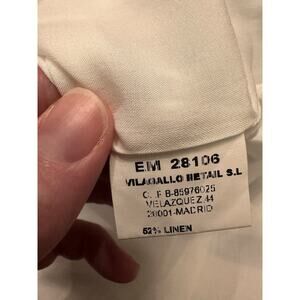 EM 28106
VILAGALLO RETAIL S.L
C.I.F B-85976025
VELAZQUEZ,44
28001-MADRID
52% LINEN